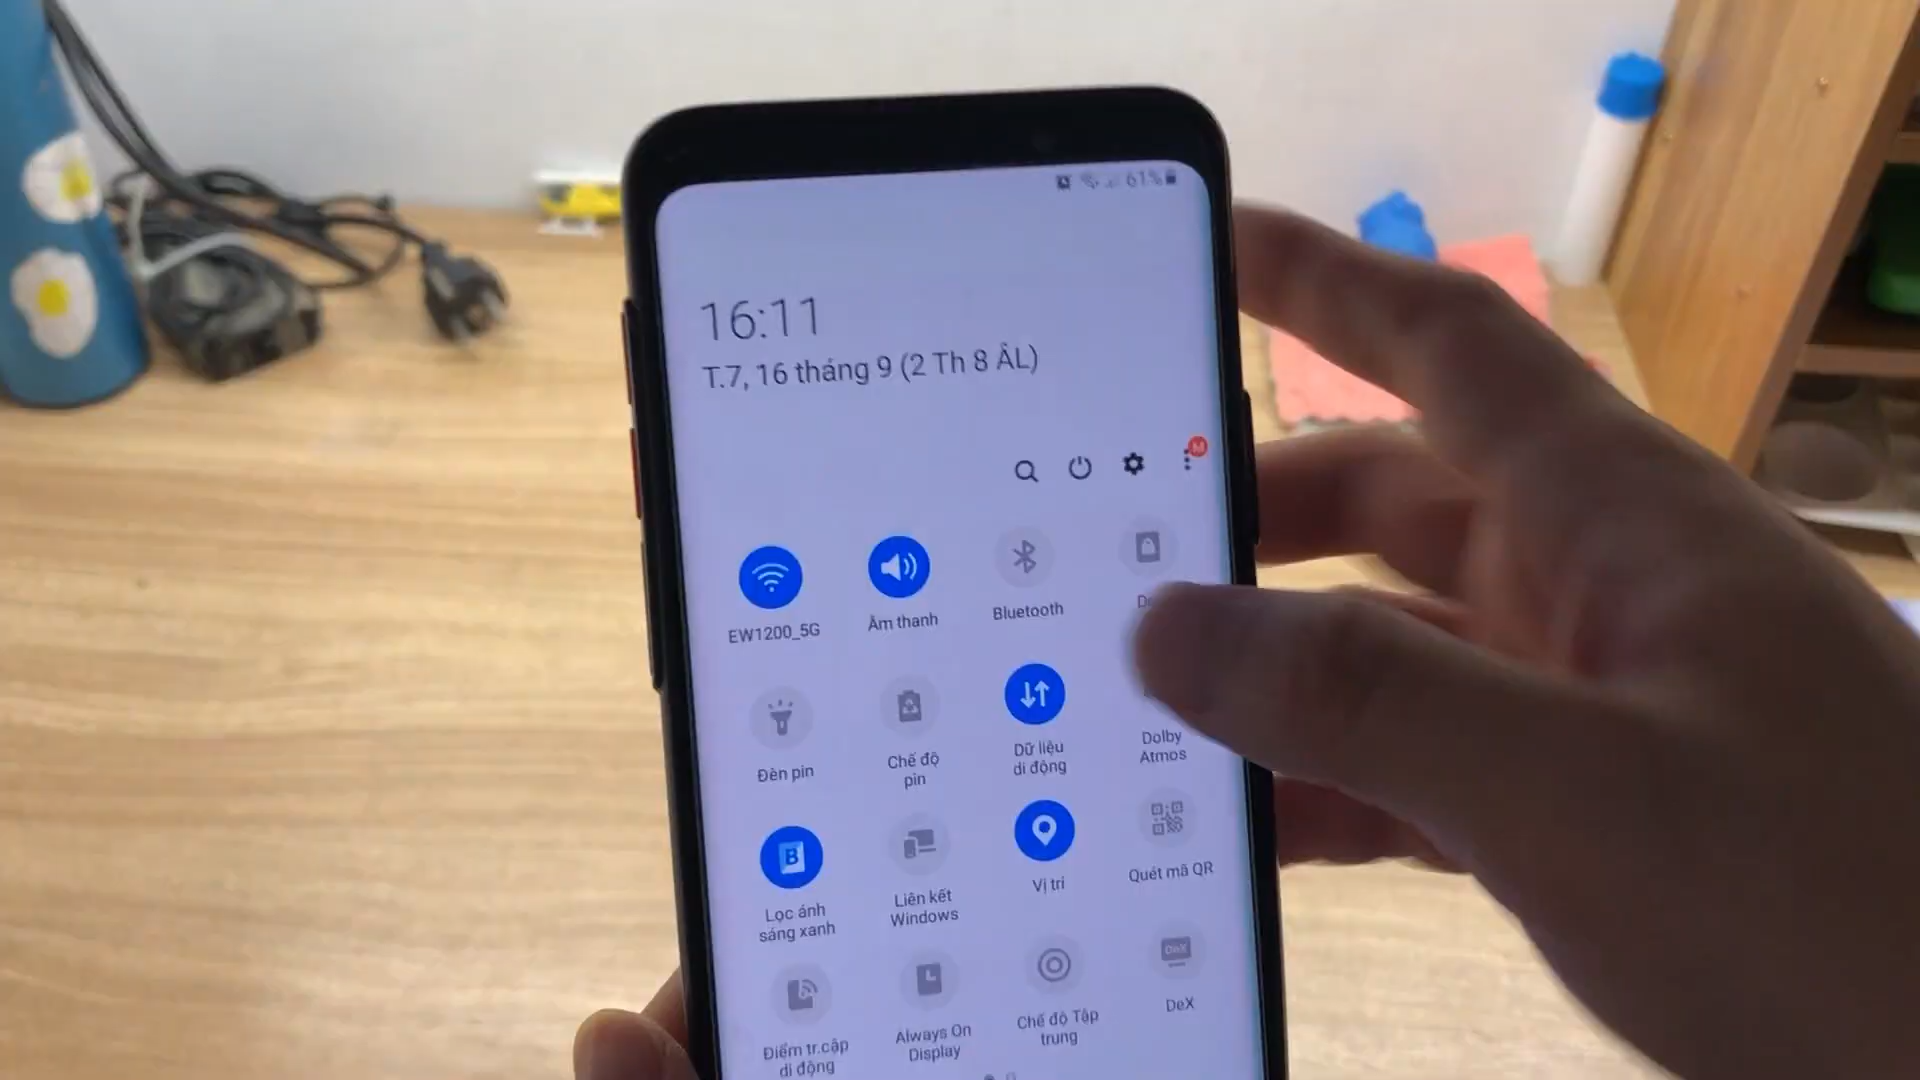 61%
16:11
T.7, 16 tháng 9 (2 Th 8 ÂL)
M
EW1200_5G
Âm thanh
Bluetooth
Đèn pin
Chế độ
pin
Dữ liệu
di động
Dolby
Atmos
B
Lọc ánh
sáng xanh
Liên kết
Windows
Vị trí
Quét mã QR
Điểm tr.cập
di động
Always On
Display
Chế độ Tập
trung
DeX
DeX